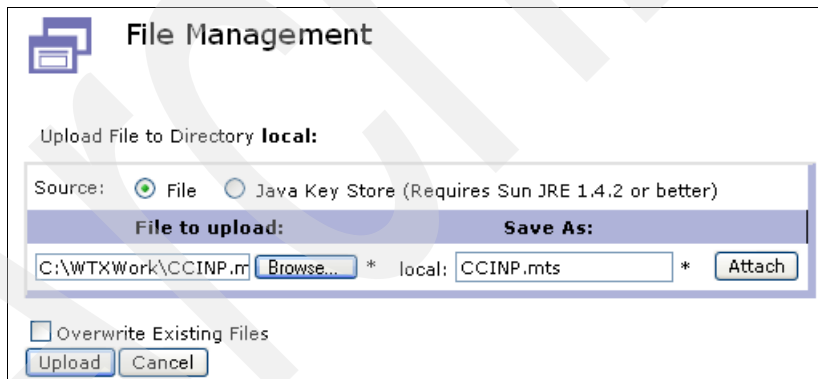 File Management
Upload File to Directory local:
Source: File Java Key Store (Requires Sun JRE 1.4.2 or better)
File to upload: Save As:
C:\WTXWork\CCINP.m Browse... * local: CCINP.mts * Attach
Overwrite Existing Files
Upload Cancel